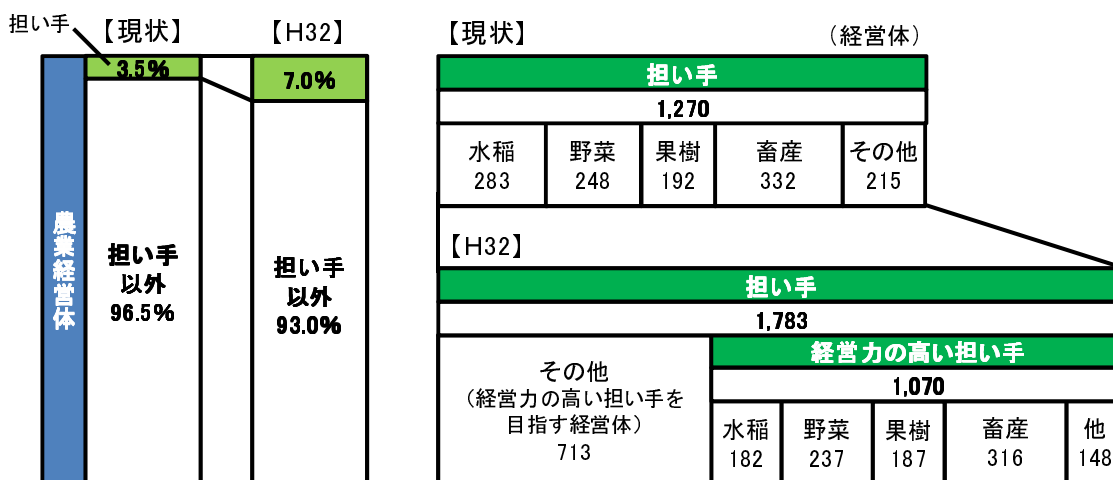 担い手
【現状】
【H32】
3.5%
7.0%
農業経営体
担い手
以外
96.5%
担い手
以外
93.0%
【現状】
（経営体）
担い手
1,270
水稲
283
野菜
248
果樹
192
畜産
332
その他
215
【H32】
担い手
1,783
その他
（経営力の高い担い手を
目指す経営体）
713
経営力の高い担い手
1,070
水稲
182
野菜
237
果樹
187
畜産
316
他
148